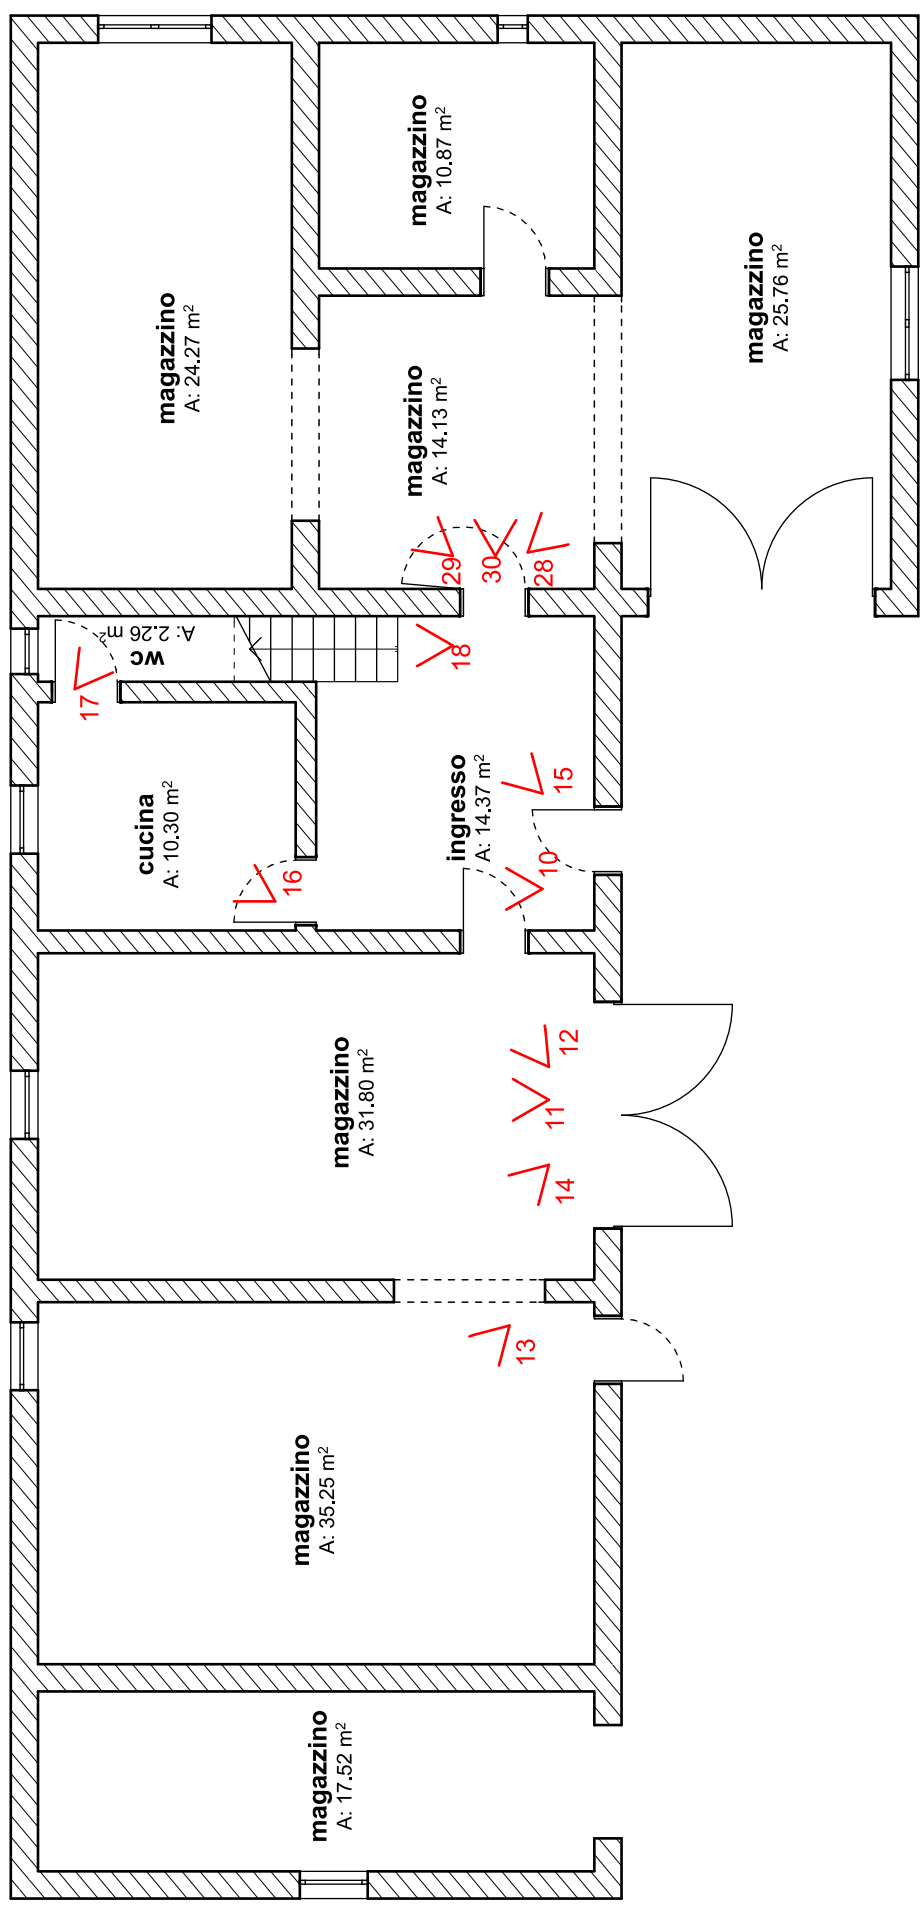 magazzino
A: 24.27 m²
magazzino
A: 10.87 m²
magazzino
A: 25.76 m²
magazzino
A: 14.13 m²
29
30
28
wc
A: 2.26 m²
17
18
cucina
A: 10.30 m²
16
ingresso
A: 14.37 m²
15
10
magazzino
A: 31.80 m²
12
11
14
magazzino
A: 35.25 m²
13
magazzino
A: 17.52 m²